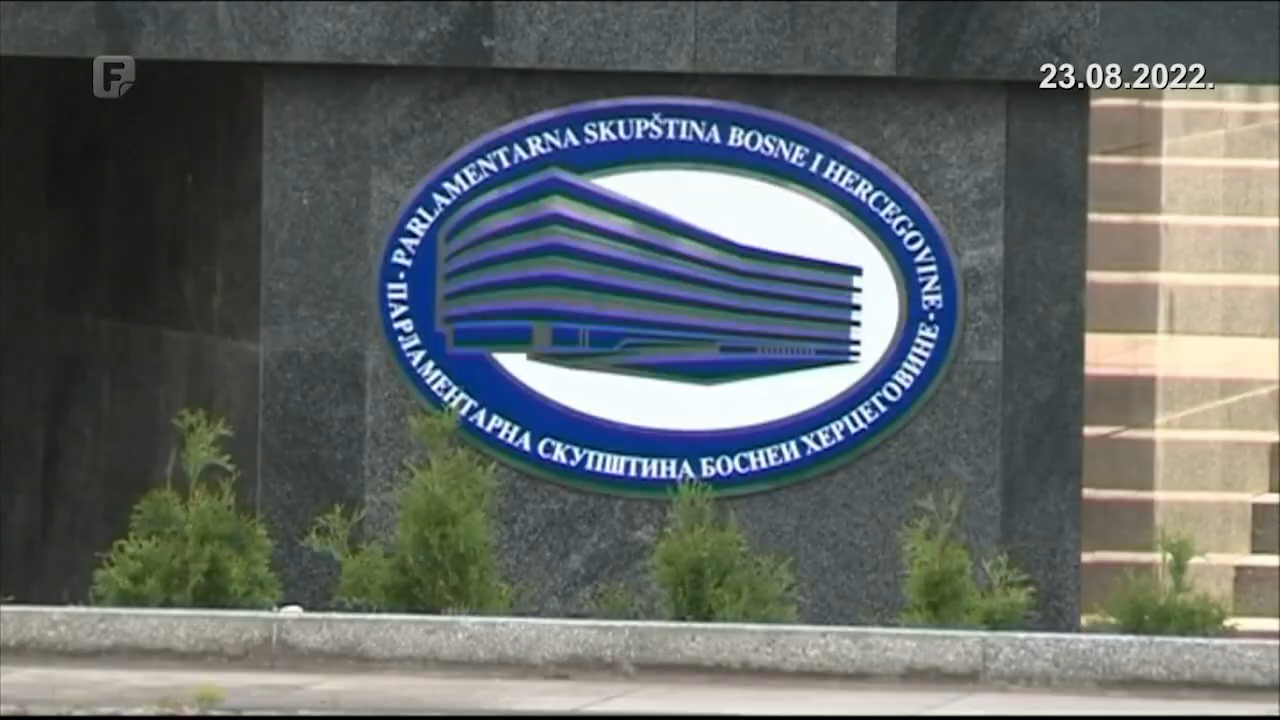 F
23.08.2022.
- PARLAMENTARNA SKUPŠTINA BOSNE I HERCEGOVINE -
ПАРЛАМЕНТАРНА СКУПШТИНА БОСНЕ И ХЕРЦЕГОВИНЕ